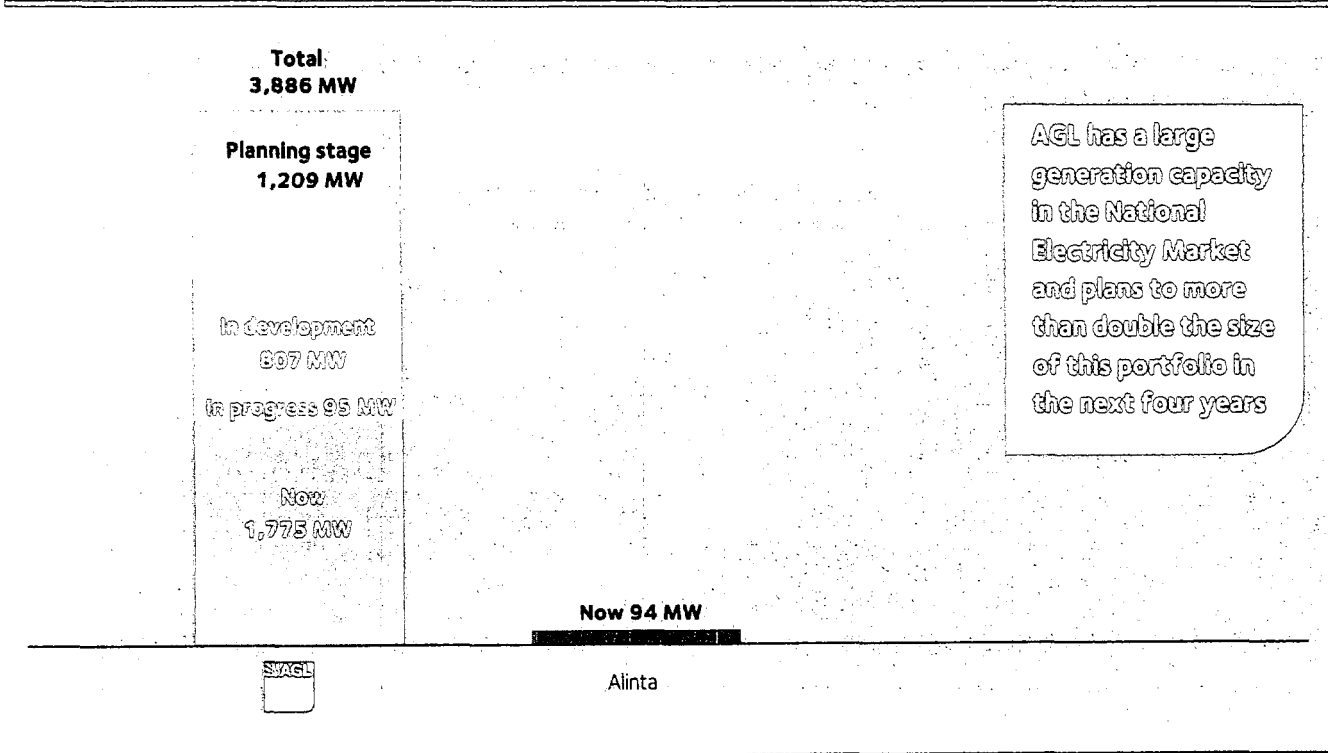 Total
3,886 MW
Planning stage
1,209 MW
In development
807 MW
In progress 95 MW
Now
1,775 MW
Now 94 MW
AGL
Alinta
AGL has a large
generation capacity
in the National
Electricity Market
and plans to more
than double the size
of this portfolio in
the next four years